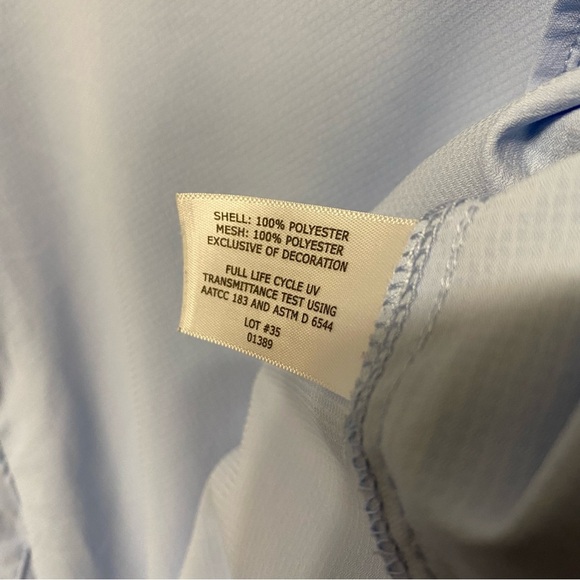 SHELL: 100% POLYESTER
MESH: 100% POLYESTER
EXCLUSIVE OF DECORATION
FULL LIFE CYCLE UV
TRANSMITTANCE TEST USING
AATCC 183 AND ASTM D 6544
LOT #35
01389